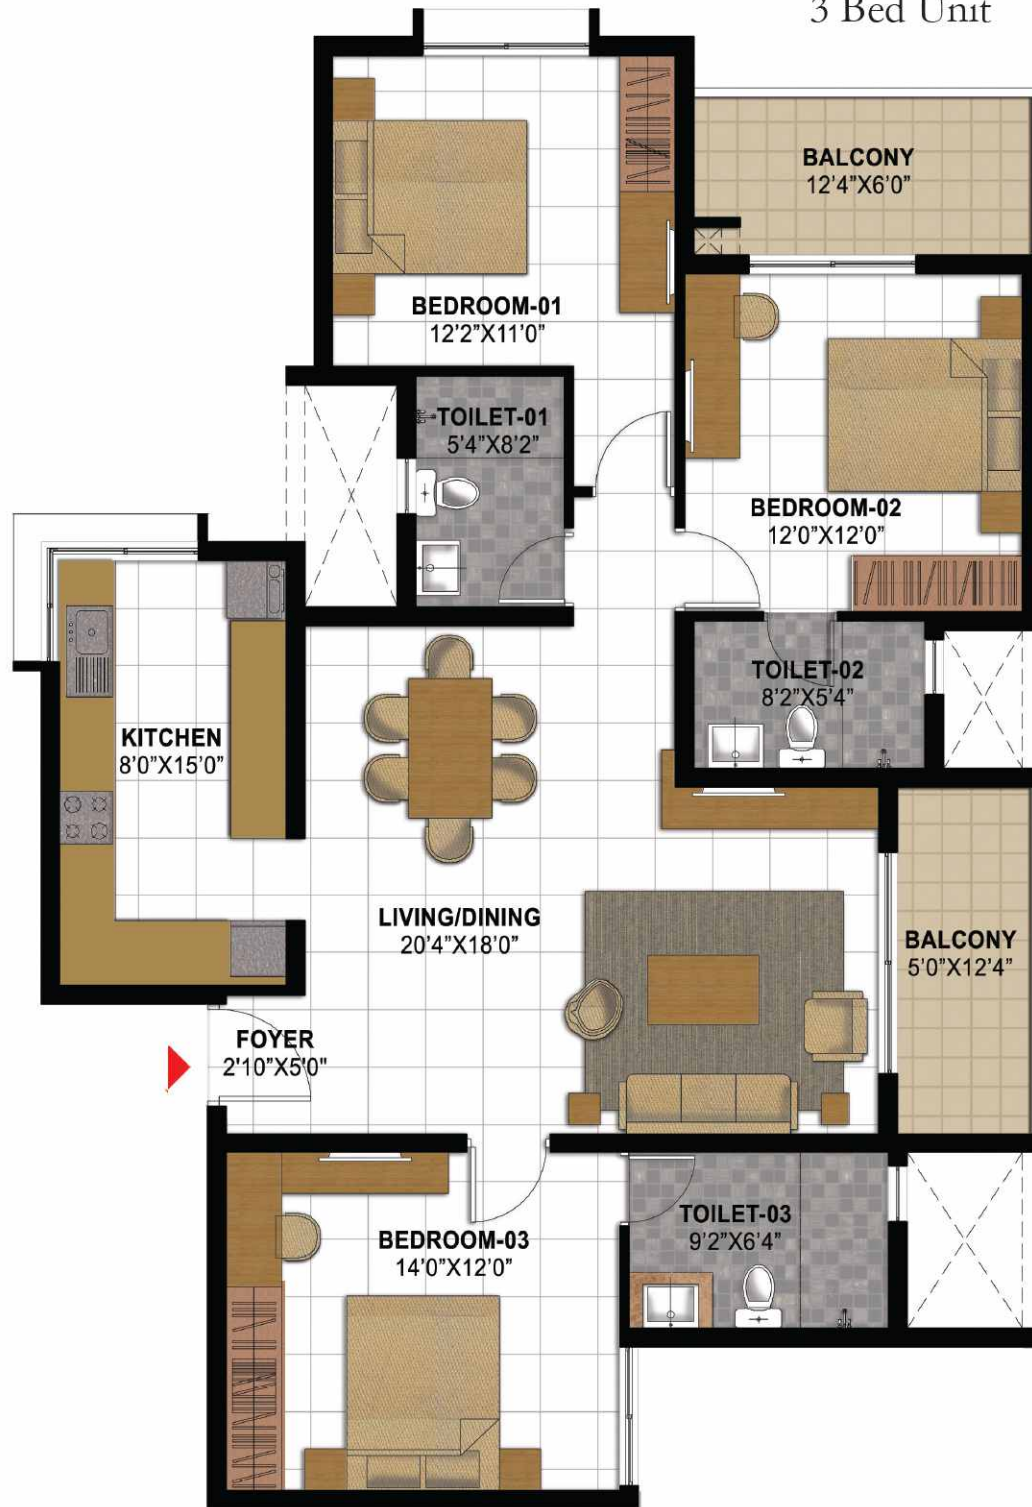 3 Bed Unit
BALCONY
12'4"X6'0"
BEDROOM-01
12'2"X11'0"
TOILET-01
5'4"X8'2"
BEDROOM-02
12'0"X12'0"
TOILET-02
8'2"X5'4"
KITCHEN
8'0"X15'0"
LIVING/DINING
20'4"X18'0"
BALCONY
5'0"X12'4"
FOYER
2'10"X5'0"
TOILET-03
9'2"X6'4"
BEDROOM-03
14'0"X12'0"